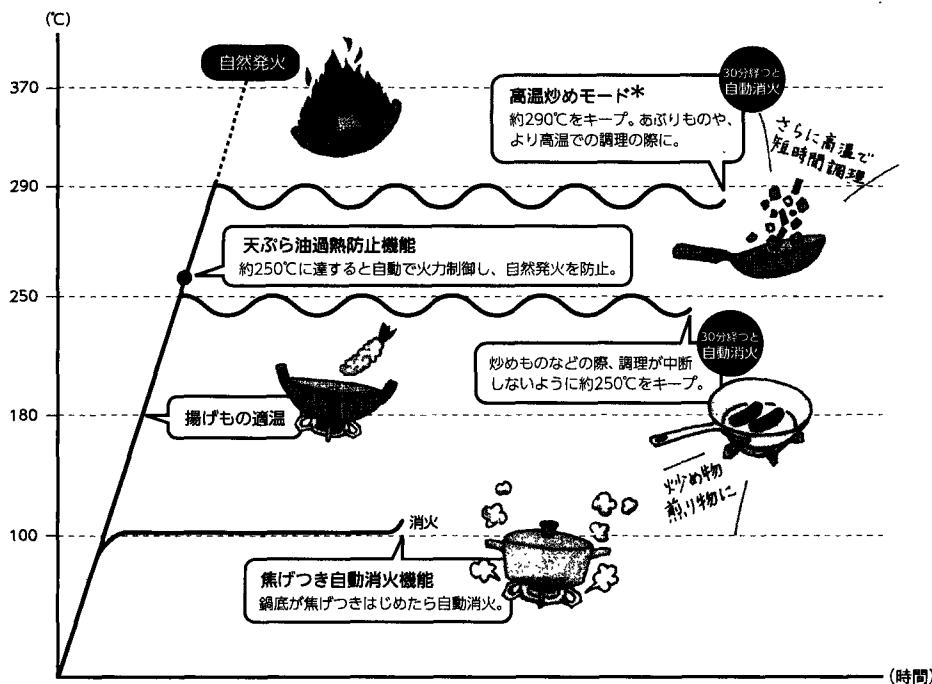 (℃)
自然発火
370
30分経つと
自動消火
高温炒めモード*
約290℃をキープ。あぶりものや、
より高温での調理の際に。
さらに高温で
短時間調理
290
天ぷら油過熱防止機能
約250℃に達すると自動で火力制御し、自然発火を防止。
250
30分経つと
自動消火
炒めものなどの際、調理が中断
しないように約250℃をキープ。
180
揚げもの適温
炒め物
煎り物に
消火
100
焦げつき自動消火機能
鍋底が焦げつきはじめたら自動消火。
(時間)